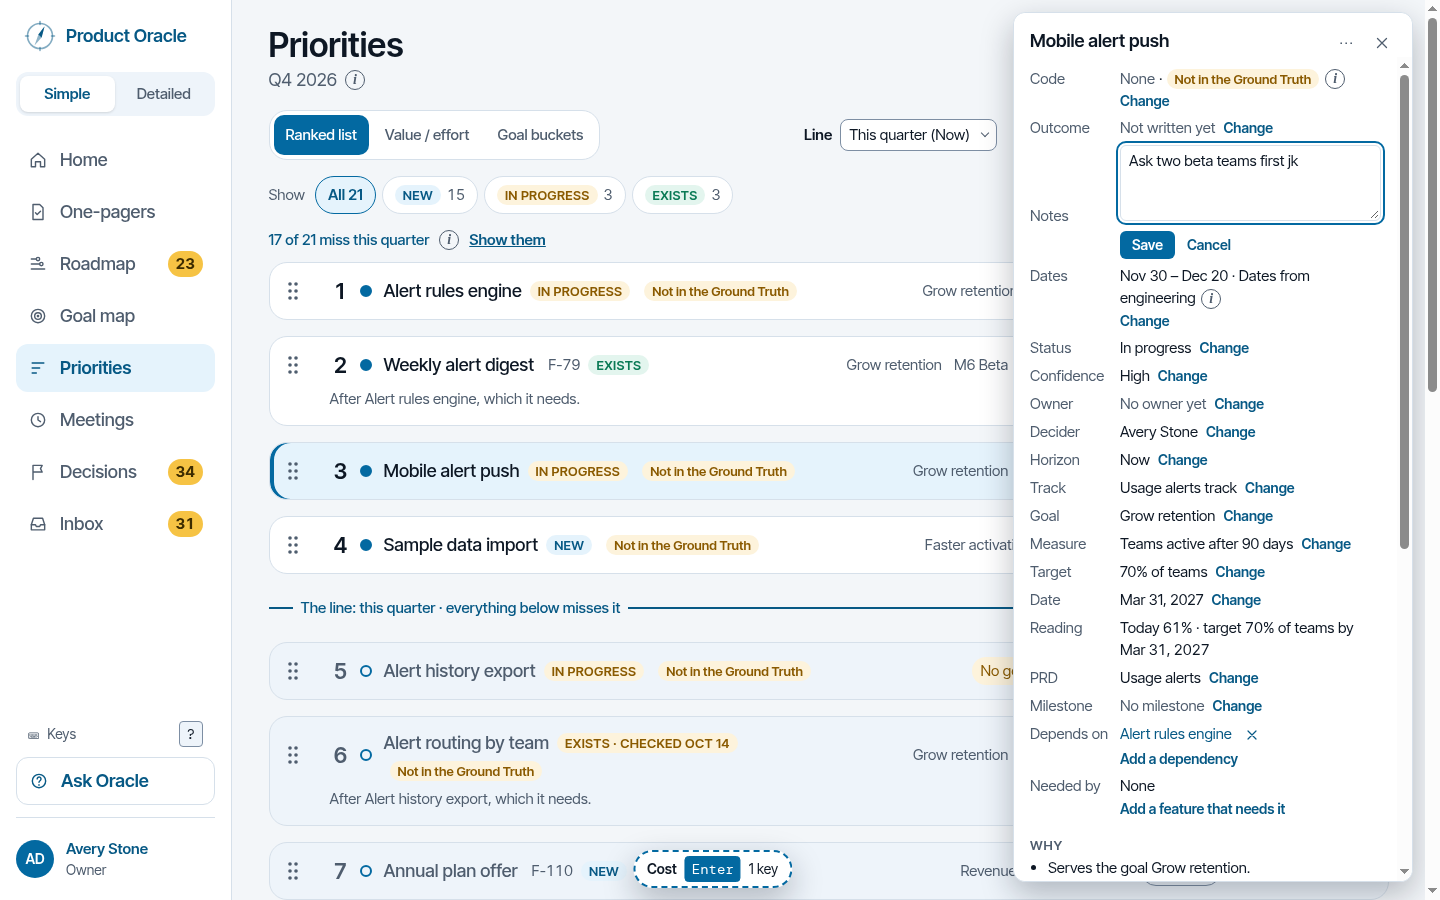 Product Oracle
Simple
Detailed
Home
One-pagers
Roadmap 23
Goal map
Priorities
Meetings
Decisions 34
Inbox 31
Keys ?
Ask Oracle
AD
Avery Stone
Owner
Priorities
Q4 2026 i
Ranked list
Value / effort
Goal buckets
Line This quarter (Now)
Show
All 21
NEW 15
IN PROGRESS 3
EXISTS 3
17 of 21 miss this quarter i Show them
1 Alert rules engine IN PROGRESS Not in the Ground Truth Grow retention
2 Weekly alert digest F-79 EXISTS Grow retention M6 Beta
After Alert rules engine, which it needs.
3 Mobile alert push IN PROGRESS Not in the Ground Truth Grow retention
4 Sample data import NEW Not in the Ground Truth Faster activati
The line: this quarter · everything below misses it
5 Alert history export IN PROGRESS Not in the Ground Truth No go
6 Alert routing by team EXISTS · CHECKED OCT 14
Not in the Ground Truth Grow retention
After Alert history export, which it needs.
7 Annual plan offer F-110 NEW Revenue
Cost Enter 1 key
Mobile alert push ...
Code None · Not in the Ground Truth i
Change
Outcome Not written yet Change
Notes
Ask two beta teams first jk
Save Cancel
Dates Nov 30 – Dec 20 · Dates from
engineering i
Change
Status In progress Change
Confidence High Change
Owner No owner yet Change
Decider Avery Stone Change
Horizon Now Change
Track Usage alerts track Change
Goal Grow retention Change
Measure Teams active after 90 days Change
Target 70% of teams Change
Date Mar 31, 2027 Change
Reading Today 61% · target 70% of teams by
Mar 31, 2027
PRD Usage alerts Change
Milestone No milestone Change
Depends on Alert rules engine
Add a dependency
Needed by None
Add a feature that needs it
WHY
• Serves the goal Grow retention.